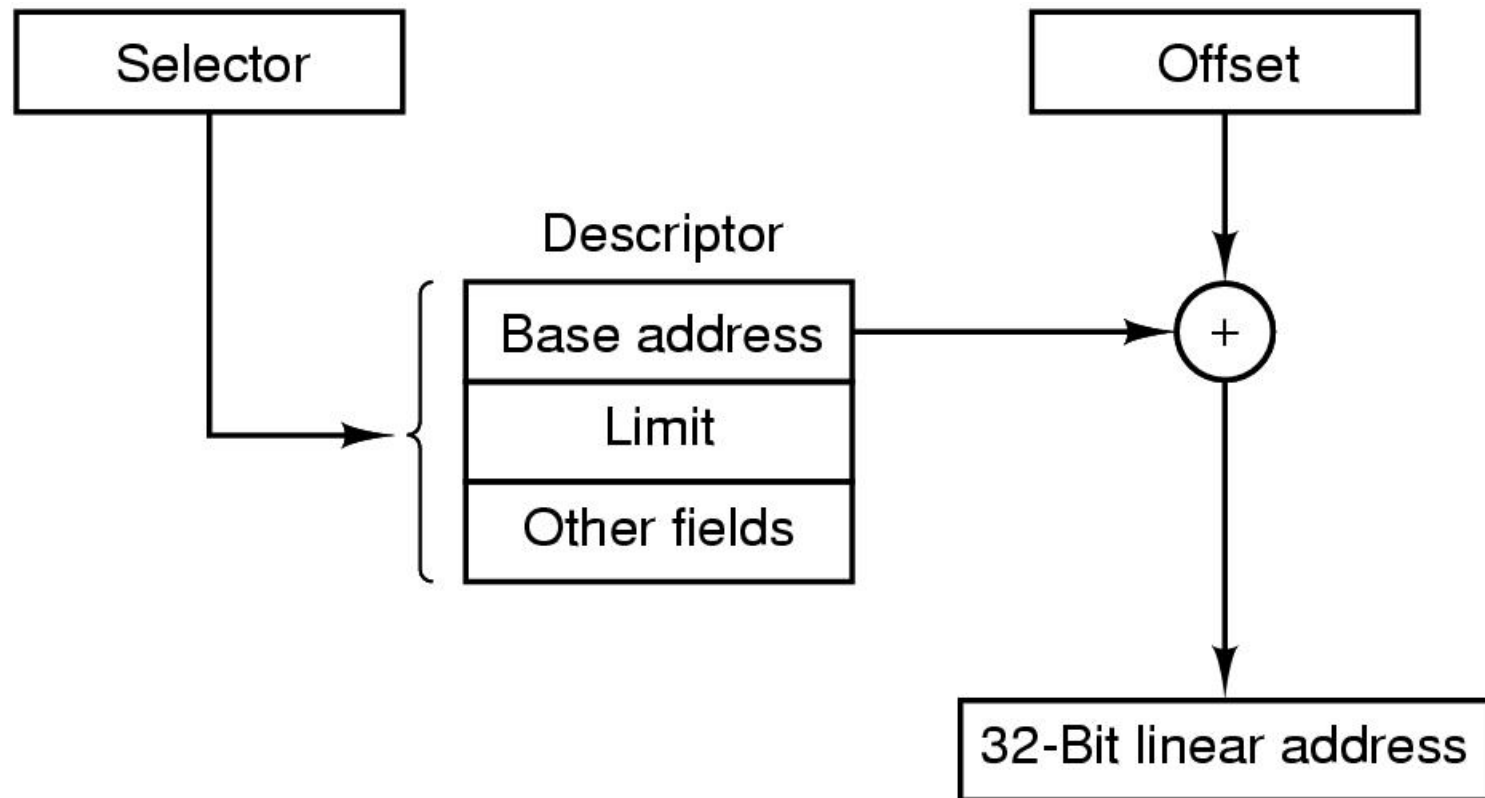 Selector
Offset
Descriptor
Base address
+
Limit
Other fields
32-Bit linear address